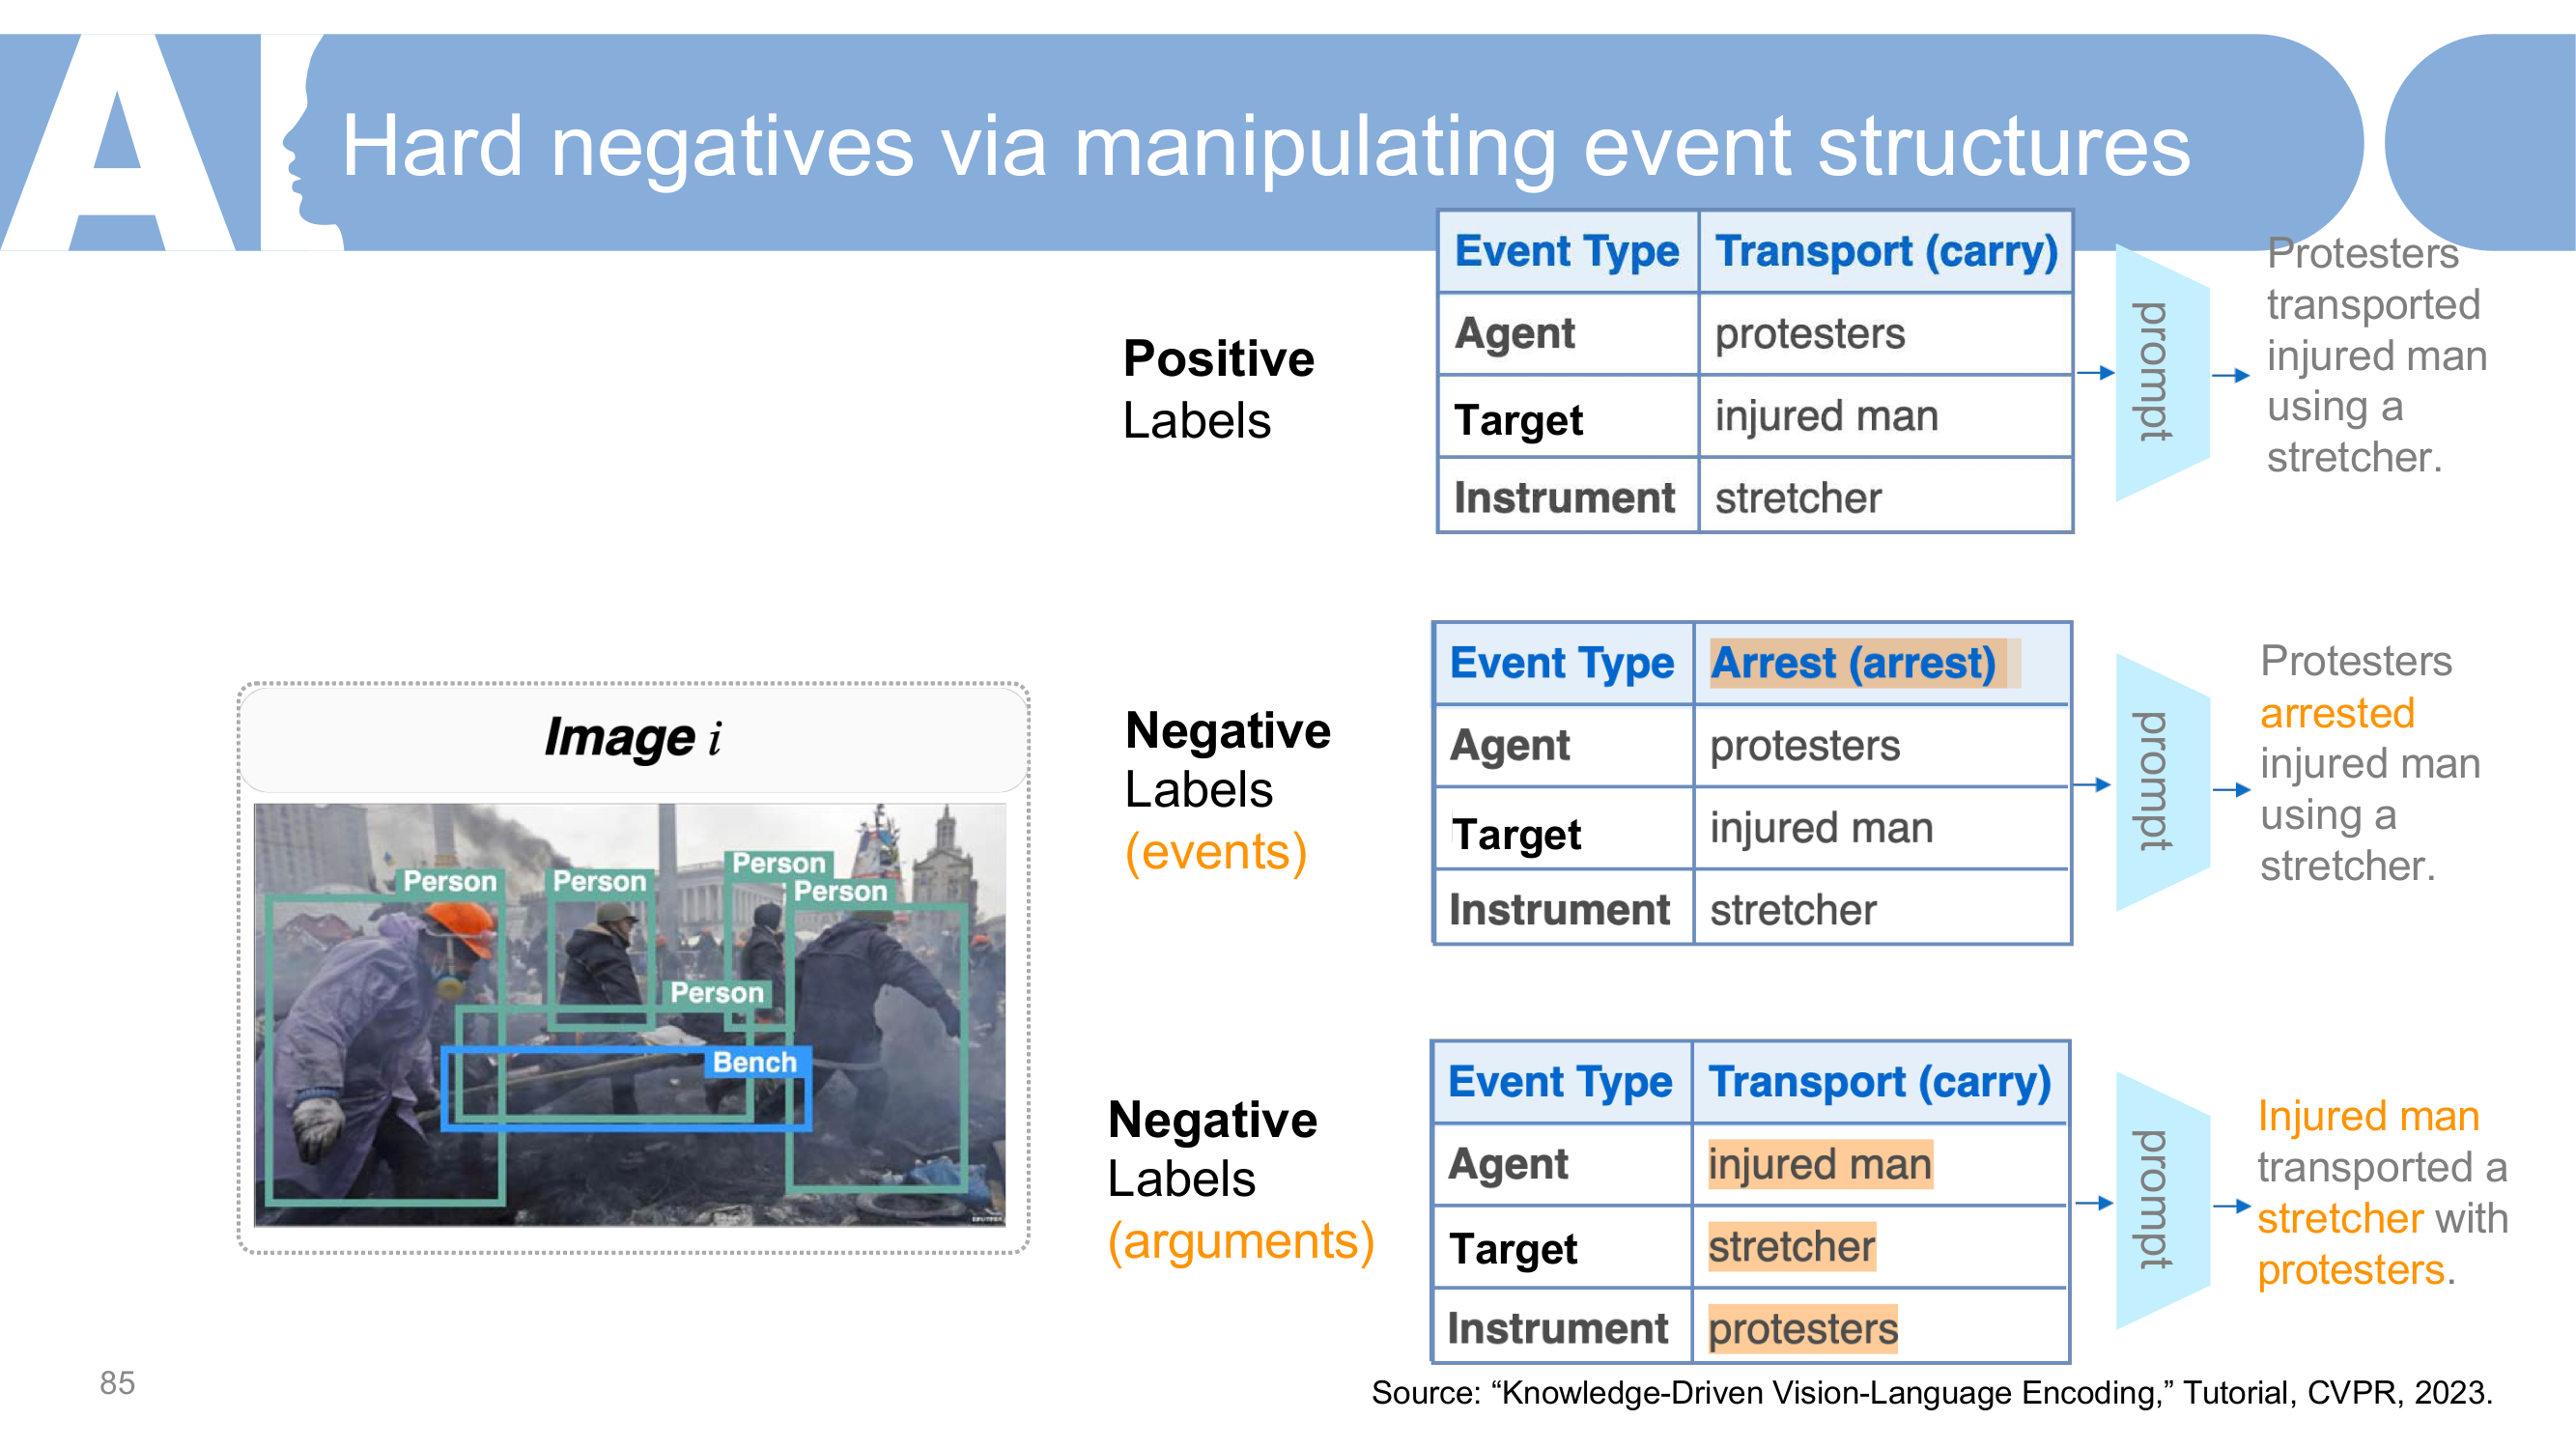 AI
Hard negatives via manipulating event structures
Positive
Labels
Event Type Transport (carry)
Agent protesters
Target injured man
Instrument stretcher
prompt
Protesters
transported
injured man
using a
stretcher.
Image i
Person
Person
Person
Person
Person
Bench
Negative
Labels
(events)
Event Type Arrest (arrest)
Agent protesters
Target injured man
Instrument stretcher
prompt
Protesters
arrested
injured man
using a
stretcher.
Negative
Labels
(arguments)
Event Type Transport (carry)
Agent injured man
Target stretcher
Instrument protesters
prompt
Injured man
transported a
stretcher with
protesters.
85
Source: “Knowledge-Driven Vision-Language Encoding,” Tutorial, CVPR, 2023.